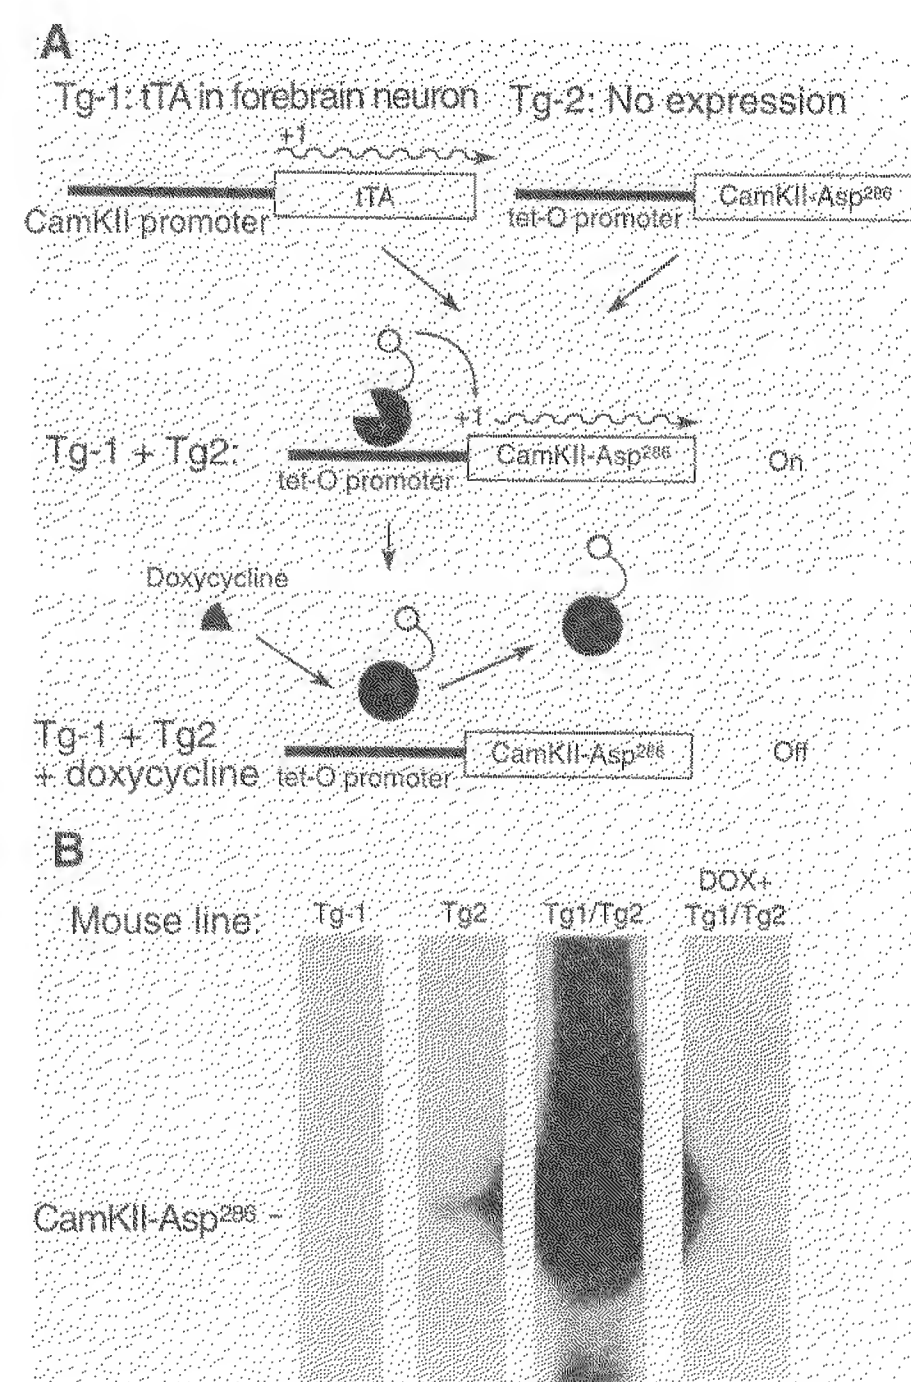 A
Tg-1: tTA in forebrain neuron Tg-2: No expression
+1
tTA CamKII-Asp286
CamKII promoter tet-O promoter
+1
Tg-1 + Tg2: CamKII-Asp286 On
tet-O promoter
Doxycycline
Tg-1 + Tg2
+ doxycycline tet-O promoter CamKII-Asp286 Off
B
DOX+
Mouse line: Tg-1 Tg2 Tg1/Tg2 Tg1/Tg2
CamKII-Asp286 -